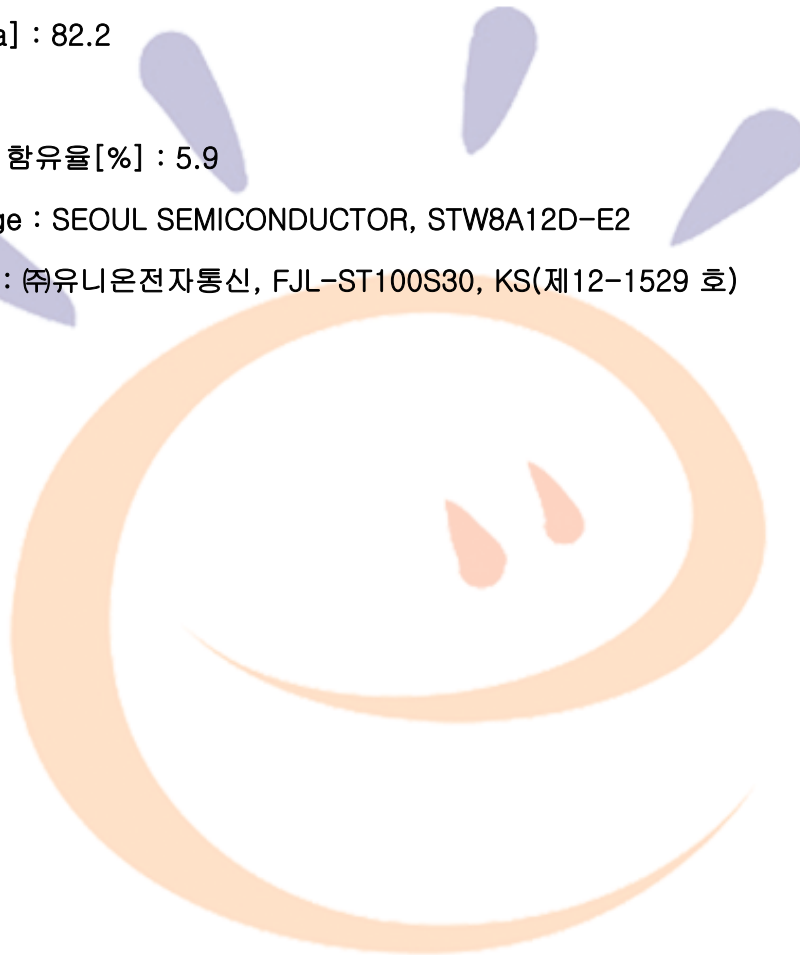 a] : 82.2
함유율[%] : 5.9
ge : SEOUL SEMICONDUCTOR, STW8A12D-E2
: ㈜유니온전자통신, FJL-ST100S30, KS(제12-1529 호)